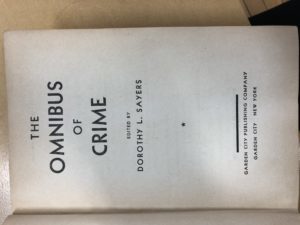 THE
OMNIBUS
OF
CRIME
EDITED BY
DOROTHY L. SAYERS
*
GARDEN CITY PUBLISHING COMPANY
GARDEN CITY NEW YORK